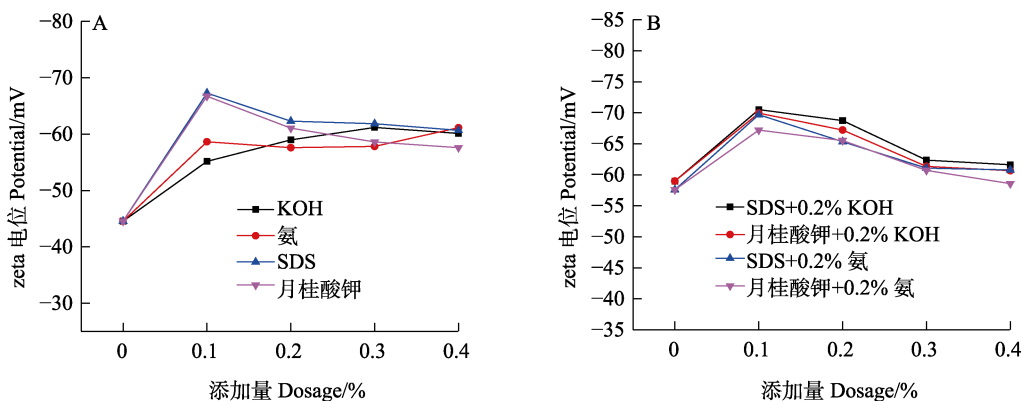 A
zeta 电位 Potential/mV
−80
−70
−60
−50
−40
−30
KOH
氨
SDS
月桂酸钾
0
0.1
0.2
0.3
0.4
添加量 Dosage/%
B
zeta 电位 Potential/mV
−85
−80
−75
−70
−65
−60
−55
−50
−45
−40
−35
SDS+0.2% KOH
月桂酸钾+0.2% KOH
SDS+0.2% 氨
月桂酸钾+0.2% 氨
0
0.1
0.2
0.3
0.4
添加量 Dosage/%